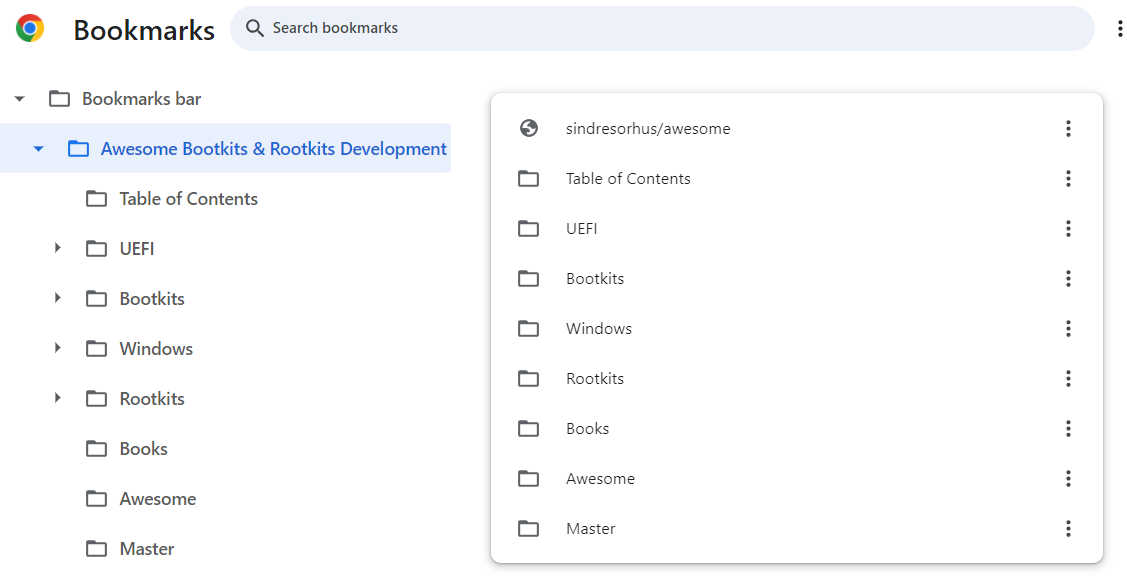 Bookmarks
Search bookmarks
Bookmarks bar
Awesome Bootkits & Rootkits Development
Table of Contents
UEFI
Bootkits
Windows
Rootkits
Books
Awesome
Master
sindresorhus/awesome
Table of Contents
UEFI
Bootkits
Windows
Rootkits
Books
Awesome
Master